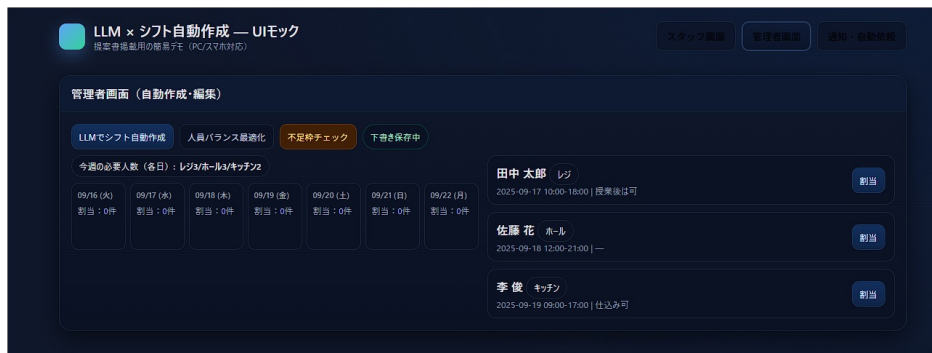 LLM × シフト自動作成 — UIモック
提案書掲載用の簡易デモ（PC/スマホ対応）
スタッフ画面
管理者画面
通知・自動依頼
管理者画面（自動作成・編集）
LLMでシフト自動作成
人員バランス最適化
不足枠チェック
下書き保存中
今週の必要人数（各日）: レジ3/ホール3/キッチン2
09/16 (火)
割当：0件
09/17 (水)
割当：0件
09/18 (木)
割当：0件
09/19 (金)
割当：0件
09/20 (土)
割当：0件
09/21 (日)
割当：0件
09/22 (月)
割当：0件
田中 太郎 レジ
2025-09-17 10:00-18:00 | 授業後は可
割当
佐藤 花 ホール
2025-09-18 12:00-21:00 | —
割当
李 俊 キッチン
2025-09-19 09:00-17:00 | 仕込み可
割当